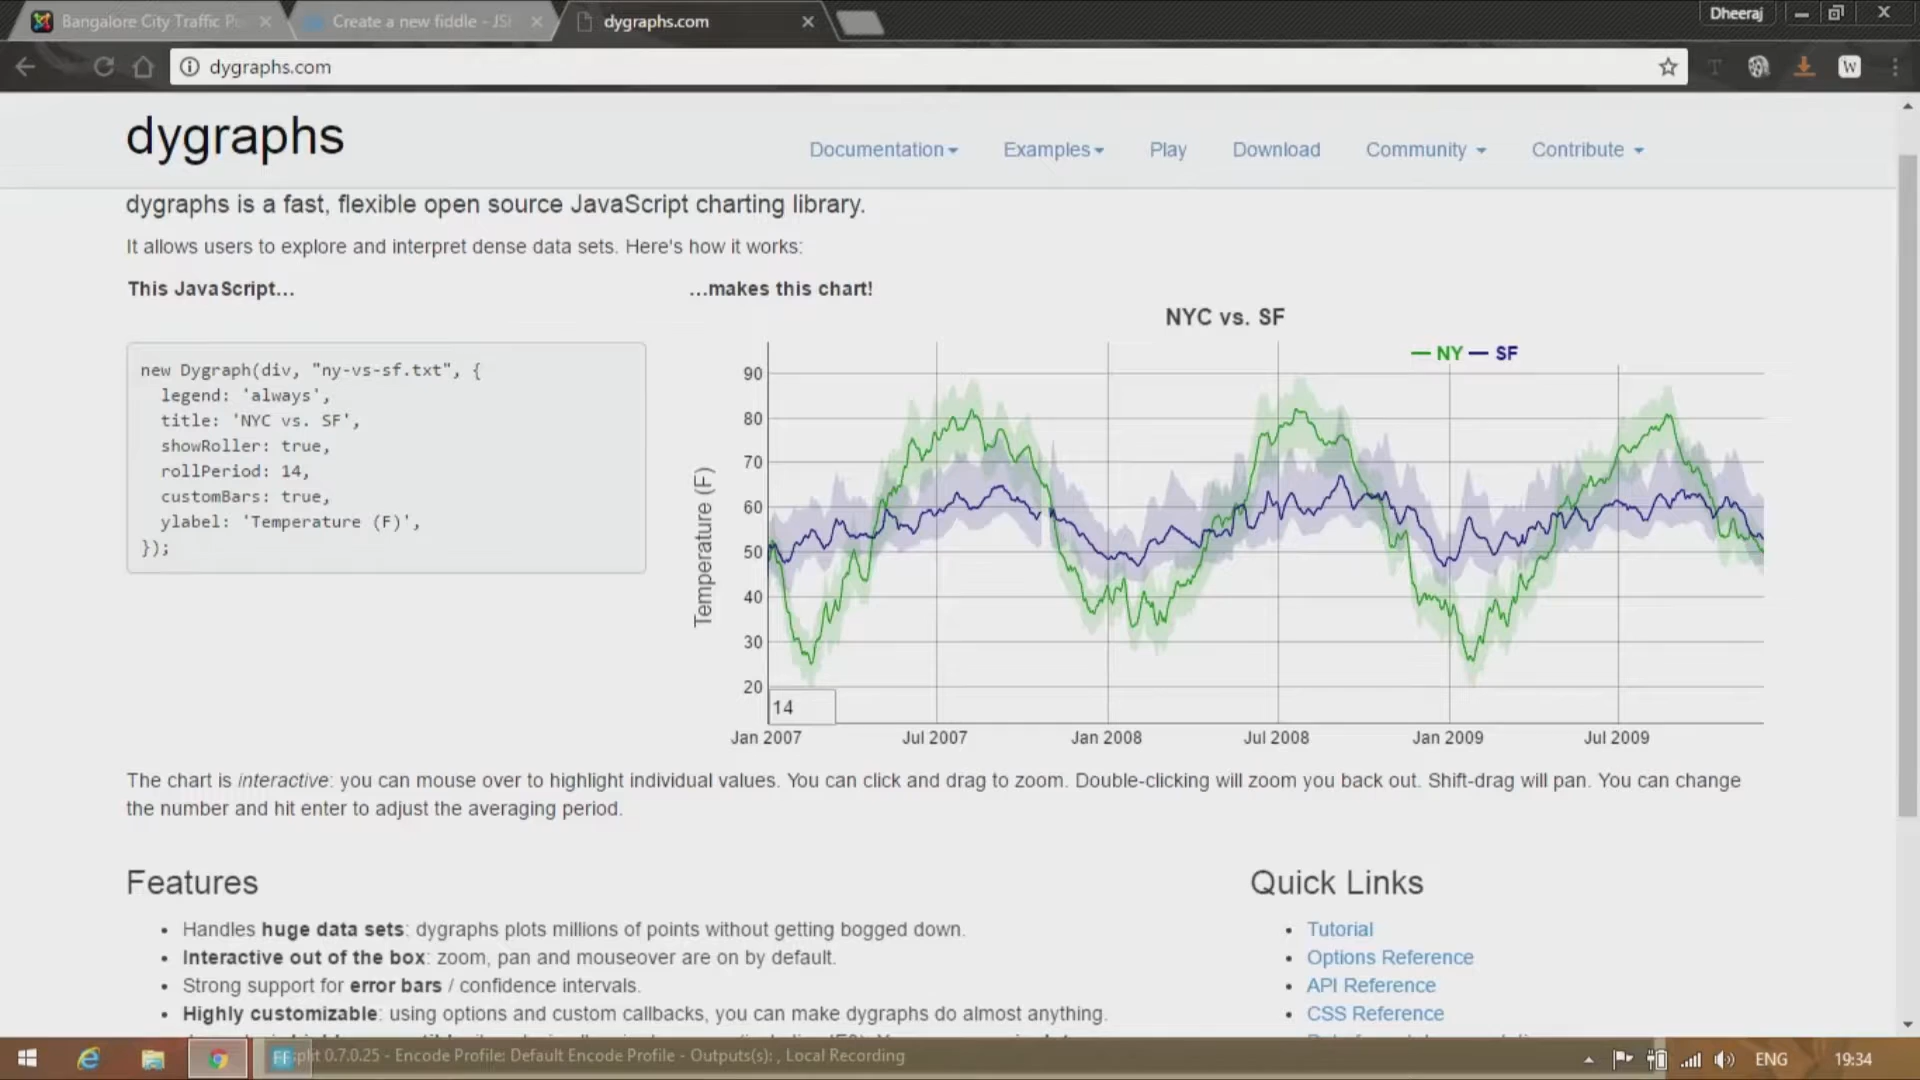 Bangalore City Traffic Po
Create a new fiddle - JSF
dygraphs.com
Dheeraj
dygraphs.com
T
W
dygraphs
Documentation
Examples
Play
Download
Community
Contribute
dygraphs is a fast, flexible open source JavaScript charting library.
It allows users to explore and interpret dense data sets. Here's how it works:
This JavaScript...
...makes this chart!
new Dygraph(div, "ny-vs-sf.txt", {
legend: 'always',
title: 'NYC vs. SF',
showRoller: true,
rollPeriod: 14,
customBars: true,
ylabel: 'Temperature (F)',
});
NYC vs. SF
NY SF
Temperature (F)
90
80
70
60
50
40
30
20
14
Jan 2007 Jul 2007 Jan 2008 Jul 2008 Jan 2009 Jul 2009
The chart is interactive: you can mouse over to highlight individual values. You can click and drag to zoom. Double-clicking will zoom you back out. Shift-drag will pan. You can change
the number and hit enter to adjust the averaging period.
Features
Handles huge data sets: dygraphs plots millions of points without getting bogged down.
Interactive out of the box: zoom, pan and mouseover are on by default.
Strong support for error bars / confidence intervals.
Highly customizable: using options and custom callbacks, you can make dygraphs do almost anything.
Quick Links
Tutorial
Options Reference
API Reference
CSS Reference
FF
split 0.7.0.25 - Encode Profile: Default Encode Profile - Outputs(s): , Local Recording
ENG
19:34